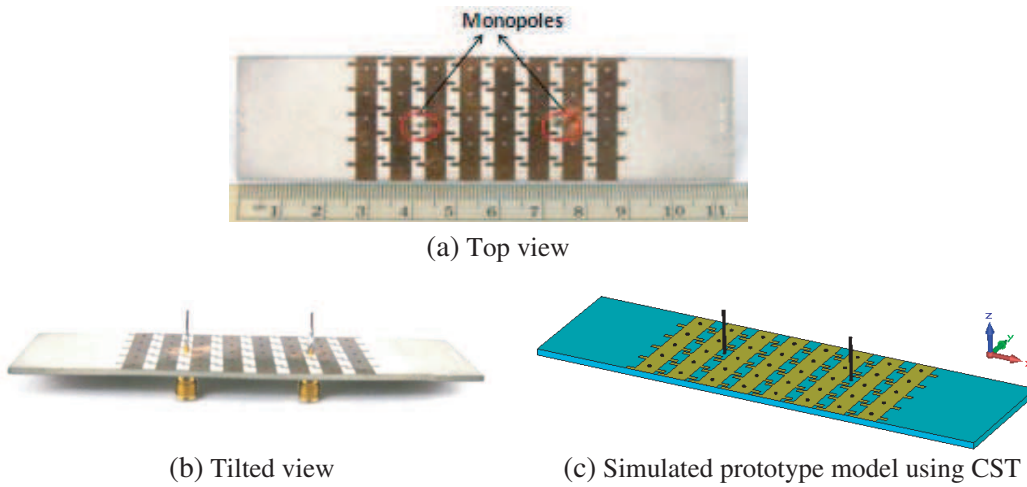 Monopoles
1 2 3 4 5 6 7 8 9 10 11
(a) Top view
z
y
x
(b) Tilted view
(c) Simulated prototype model using CST